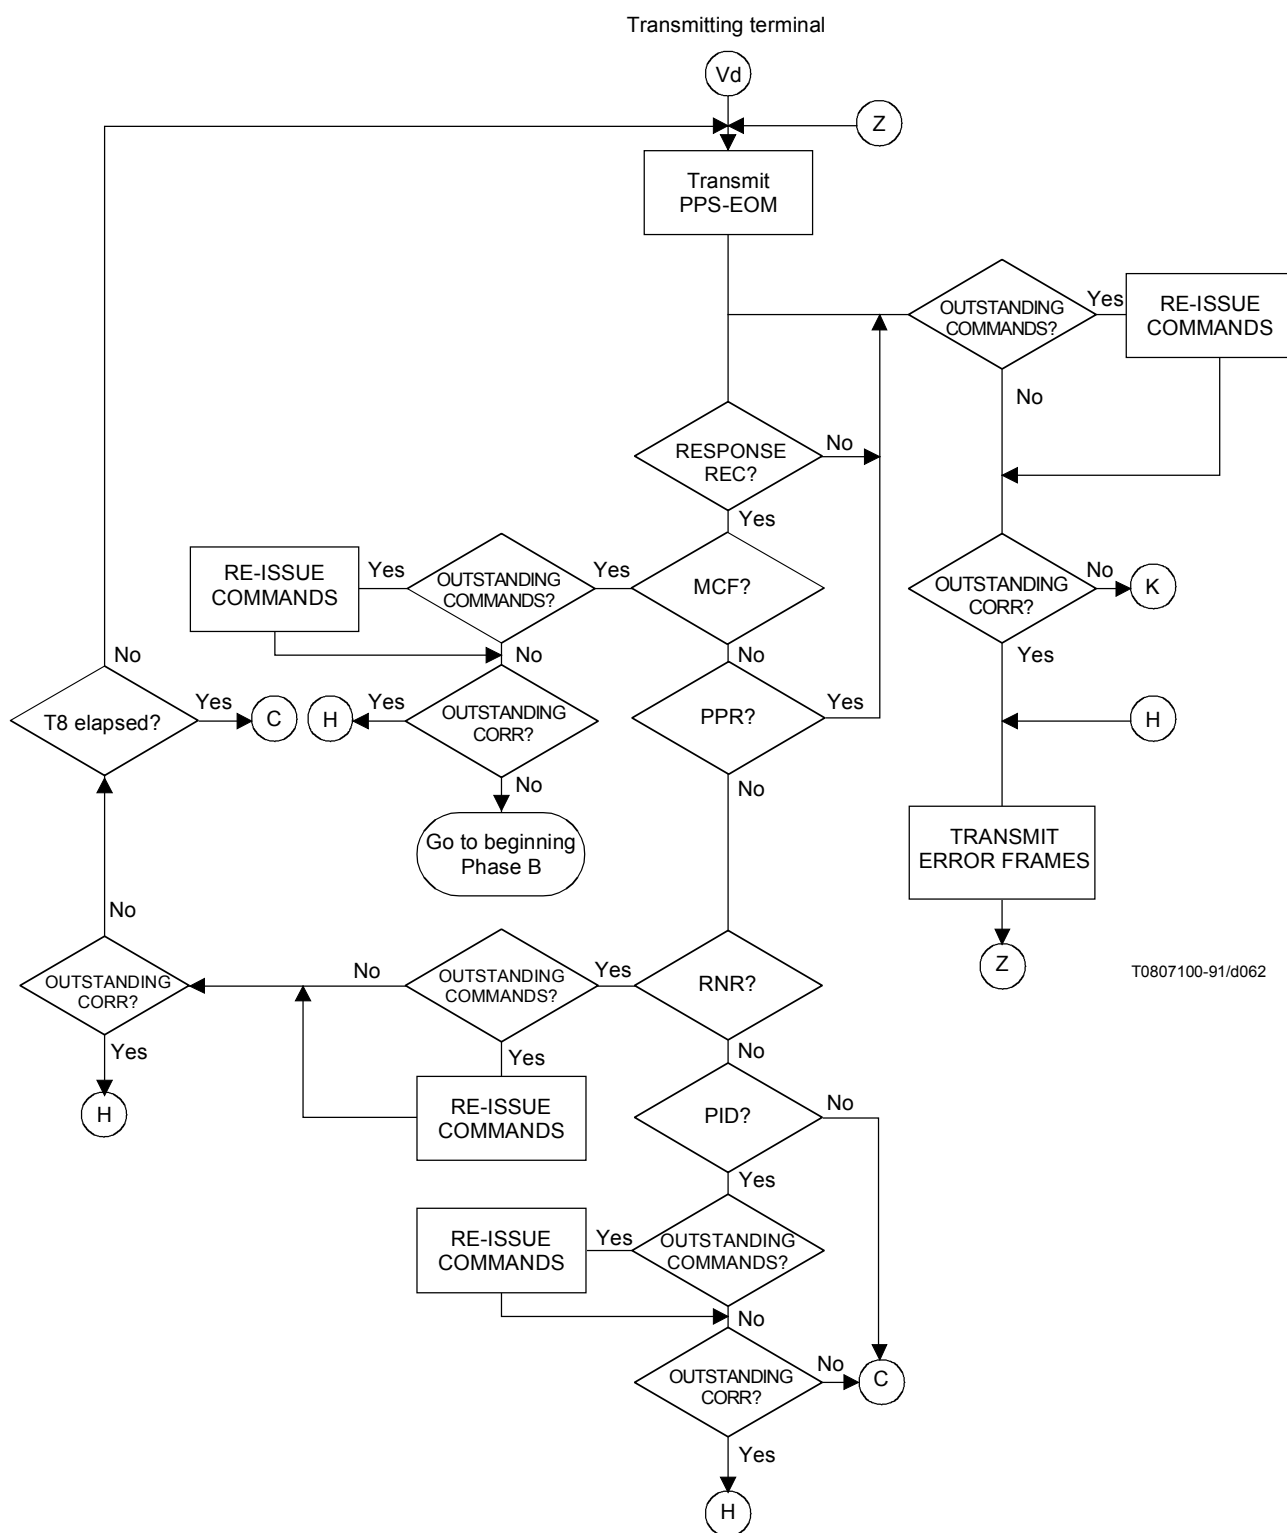 Transmitting terminal
Vd
Z
Transmit
PPS-EOM
OUTSTANDING
COMMANDS?
Yes
RE-ISSUE
COMMANDS
No
RESPONSE
REC?
No
Yes
RE-ISSUE
COMMANDS
Yes
OUTSTANDING
COMMANDS?
Yes
MCF?
OUTSTANDING
CORR?
No
K
No
No
Yes
No
T8 elapsed?
Yes
C
H
Yes
OUTSTANDING
CORR?
PPR?
Yes
H
No
No
Go to beginning
Phase B
TRANSMIT
ERROR FRAMES
No
OUTSTANDING
CORR?
No
OUTSTANDING
COMMANDS?
Yes
RNR?
Z
T0807100-91/d062
Yes
Yes
No
H
RE-ISSUE
COMMANDS
PID?
No
Yes
RE-ISSUE
COMMANDS
Yes
OUTSTANDING
COMMANDS?
No
OUTSTANDING
CORR?
No
C
Yes
H